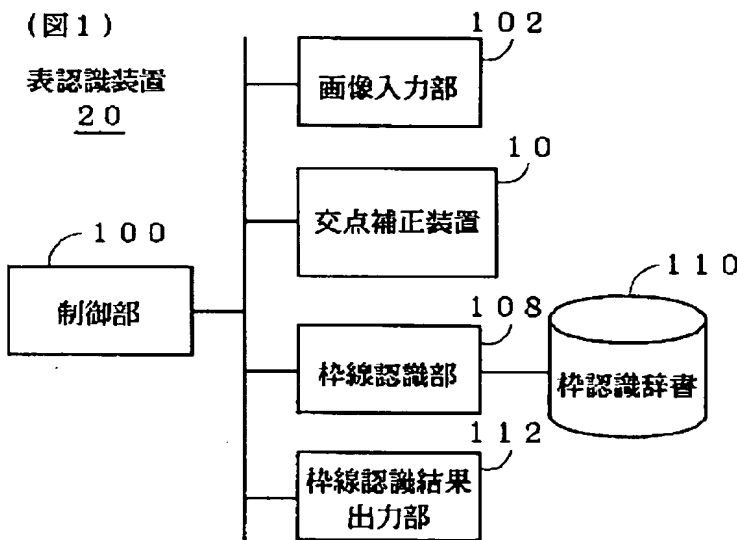 (図1)
表認識装置
20
102
画像入力部
10
交点補正装置
100
制御部
108
枠線認識部
110
枠認識辞書
112
枠線認識結果
出力部